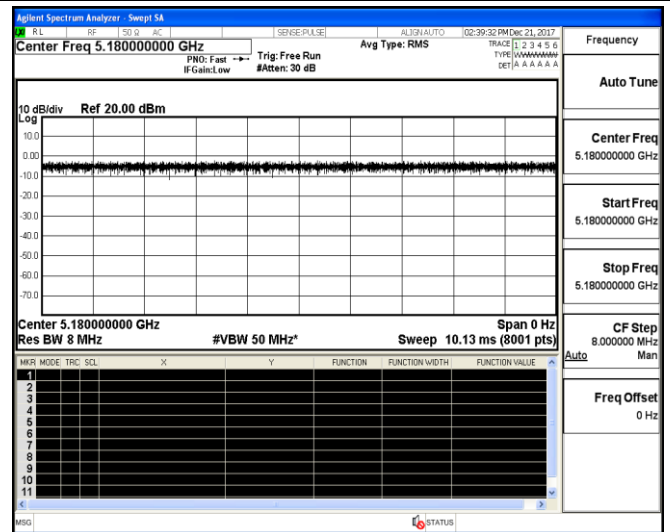 Agilent Spectrum Analyzer - Swept SA
RL RF 50 Ω AC SENSE:PULSE ALIGNAUTO 02:39:32 PM Dec 21, 2017
Center Freq 5.180000000 GHz Avg Type: RMS TRACE 1 2 3 4 5 6
PNO: Fast Trig: Free Run TYPE WWWWWW
IFGain:Low #Atten: 30 dB DET A A A A A A
Frequency
Auto Tune
Center Freq
5.180000000 GHz
Start Freq
5.180000000 GHz
Stop Freq
5.180000000 GHz
CF Step
8.000000 MHz
Auto Man
Freq Offset
0 Hz
10 dB/div Ref 20.00 dBm
Log
10.0
0.00
-10.0
-20.0
-30.0
-40.0
-50.0
-60.0
-70.0
Center 5.180000000 GHz Span 0 Hz
Res BW 8 MHz #VBW 50 MHz* Sweep 10.13 ms (8001 pts)
MKR MODE TRC SCL X Y FUNCTION FUNCTION WIDTH FUNCTION VALUE
1
2
3
4
5
6
7
8
9
10
11
MSG STATUS